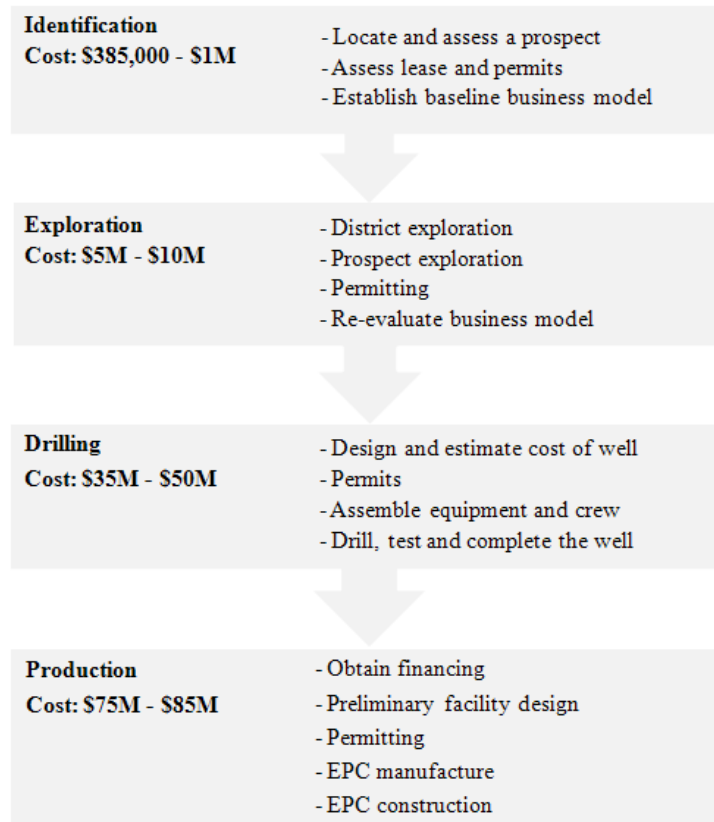 Identification
Cost: $385,000 - $1M
- Locate and assess a prospect
- Assess lease and permits
- Establish baseline business model
Exploration
Cost: $5M - $10M
- District exploration
- Prospect exploration
- Permitting
- Re-evaluate business model
Drilling
Cost: $35M - $50M
- Design and estimate cost of well
- Permits
- Assemble equipment and crew
- Drill, test and complete the well
Production
Cost: $75M - $85M
- Obtain financing
- Preliminary facility design
- Permitting
- EPC manufacture
- EPC construction